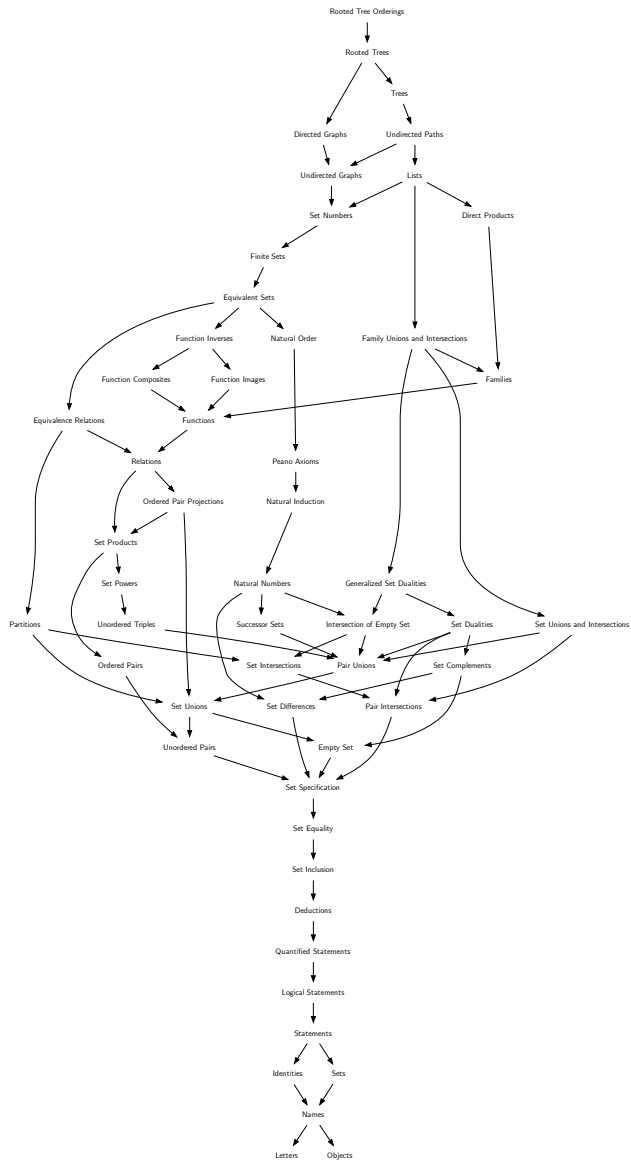 Rooted Tree Orderings
Rooted Trees
Trees
Directed Graphs
Undirected Paths
Undirected Graphs
Lists
Set Numbers
Direct Products
Finite Sets
Equivalent Sets
Function Inverses
Natural Order
Family Unions and Intersections
Function Composites
Function Images
Families
Equivalence Relations
Functions
Relations
Peano Axioms
Ordered Pair Projections
Natural Induction
Set Products
Set Powers
Natural Numbers
Generalized Set Dualities
Partitions
Unordered Triples
Successor Sets
Intersection of Empty Set
Set Dualities
Set Unions and Intersections
Ordered Pairs
Set Intersections
Pair Unions
Set Complements
Set Unions
Set Differences
Pair Intersections
Unordered Pairs
Empty Set
Set Specification
Set Equality
Set Inclusion
Deductions
Quantified Statements
Logical Statements
Statements
Identities
Sets
Names
Letters
Objects